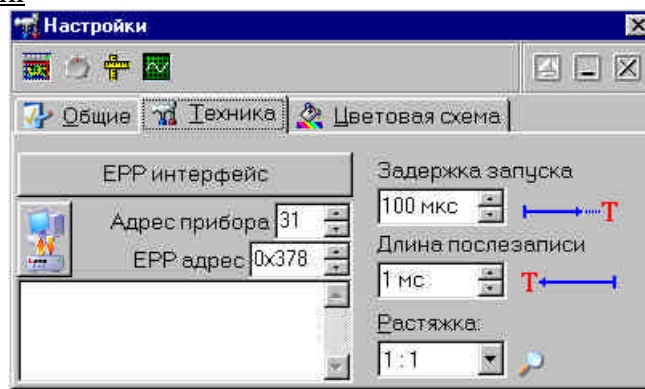 Настройки
Общие
Техника
Цветовая схема
EPP интерфейс
Адрес прибора 31
EPP адрес 0x378
Задержка запуска
100 мкс
T
Длина послезаписи
1 мс
T
Растяжка:
1 : 1